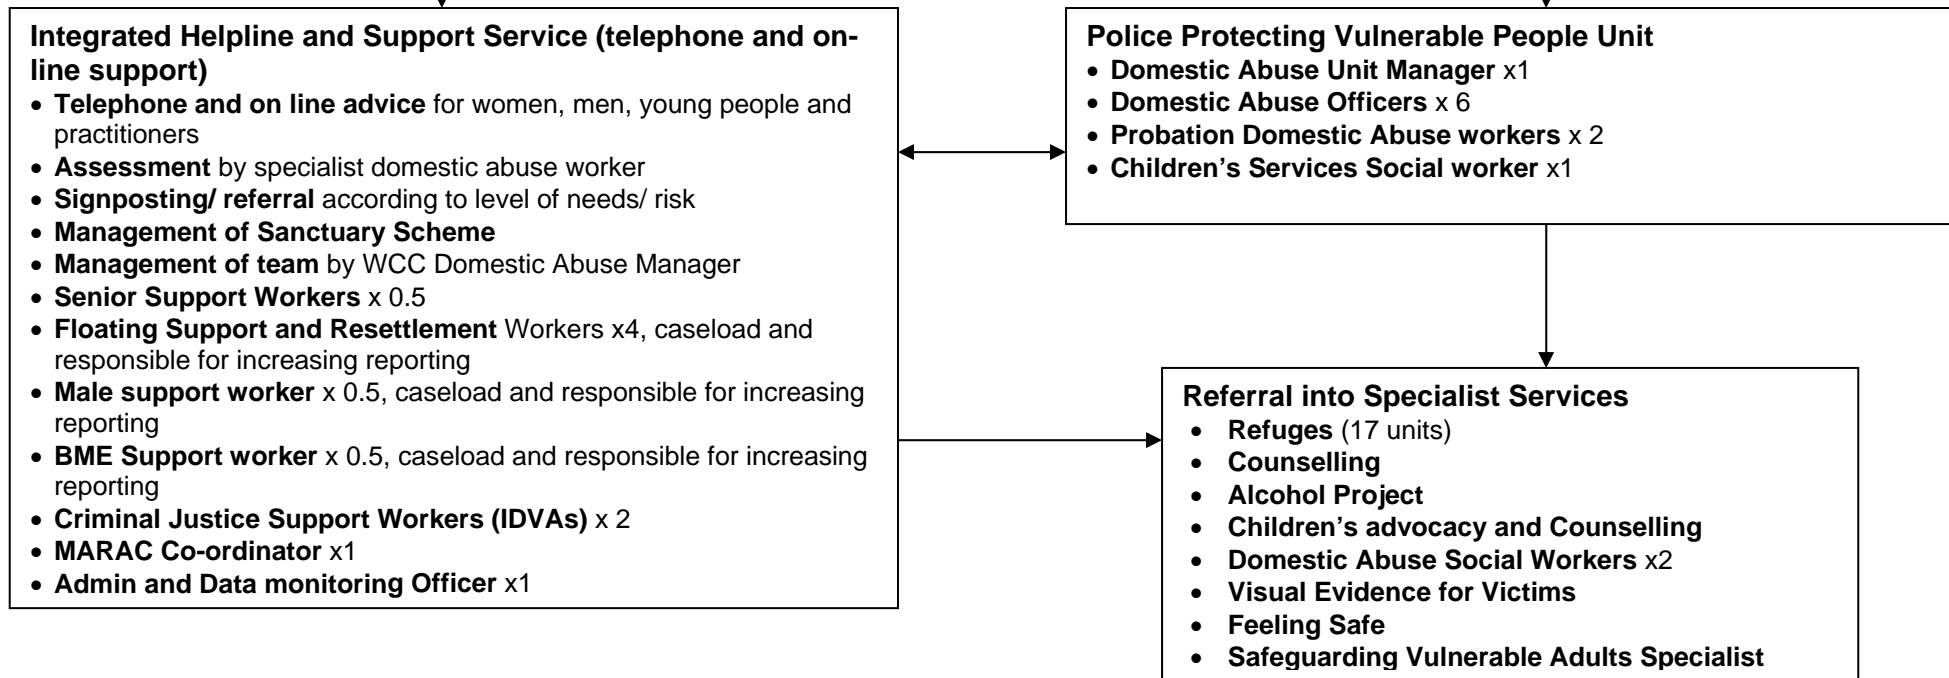 Integrated Helpline and Support Service (telephone and on-
line support)
• Telephone and on line advice for women, men, young people and
practitioners
• Assessment by specialist domestic abuse worker
• Signposting/ referral according to level of needs/ risk
• Management of Sanctuary Scheme
• Management of team by WCC Domestic Abuse Manager
• Senior Support Workers x 0.5
• Floating Support and Resettlement Workers x4, caseload and
responsible for increasing reporting
• Male support worker x 0.5, caseload and responsible for increasing
reporting
• BME Support worker x 0.5, caseload and responsible for increasing
reporting
• Criminal Justice Support Workers (IDVAs) x 2
• MARAC Co-ordinator x1
• Admin and Data monitoring Officer x1
Police Protecting Vulnerable People Unit
• Domestic Abuse Unit Manager x1
• Domestic Abuse Officers x 6
• Probation Domestic Abuse workers x 2
• Children’s Services Social worker x1
Referral into Specialist Services
• Refuges (17 units)
• Counselling
• Alcohol Project
• Children’s advocacy and Counselling
• Domestic Abuse Social Workers x2
• Visual Evidence for Victims
• Feeling Safe
• Safeguarding Vulnerable Adults Specialist